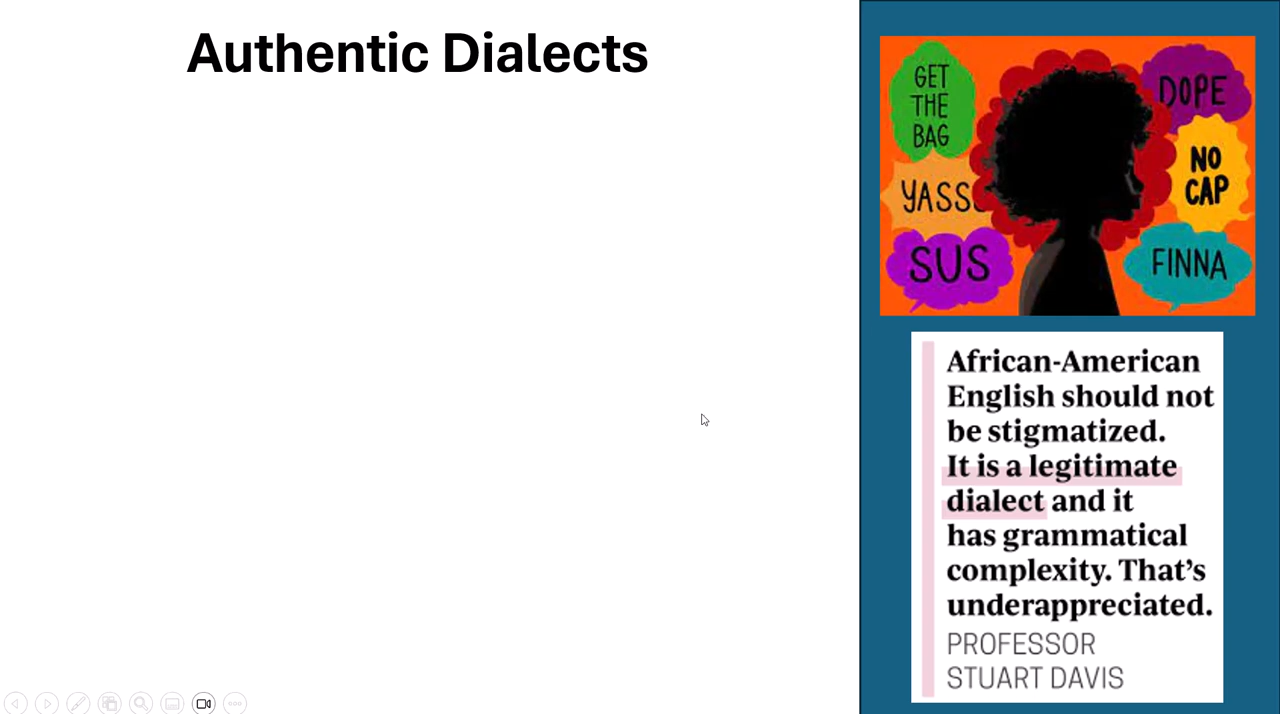 Authentic Dialects
GET
THE
BAG
DOPE
YASS
NO
CAP
SUS
FINNA
African-American
English should not
be stigmatized.
It is a legitimate
dialect and it
has grammatical
complexity. That’s
underappreciated.
PROFESSOR
STUART DAVIS